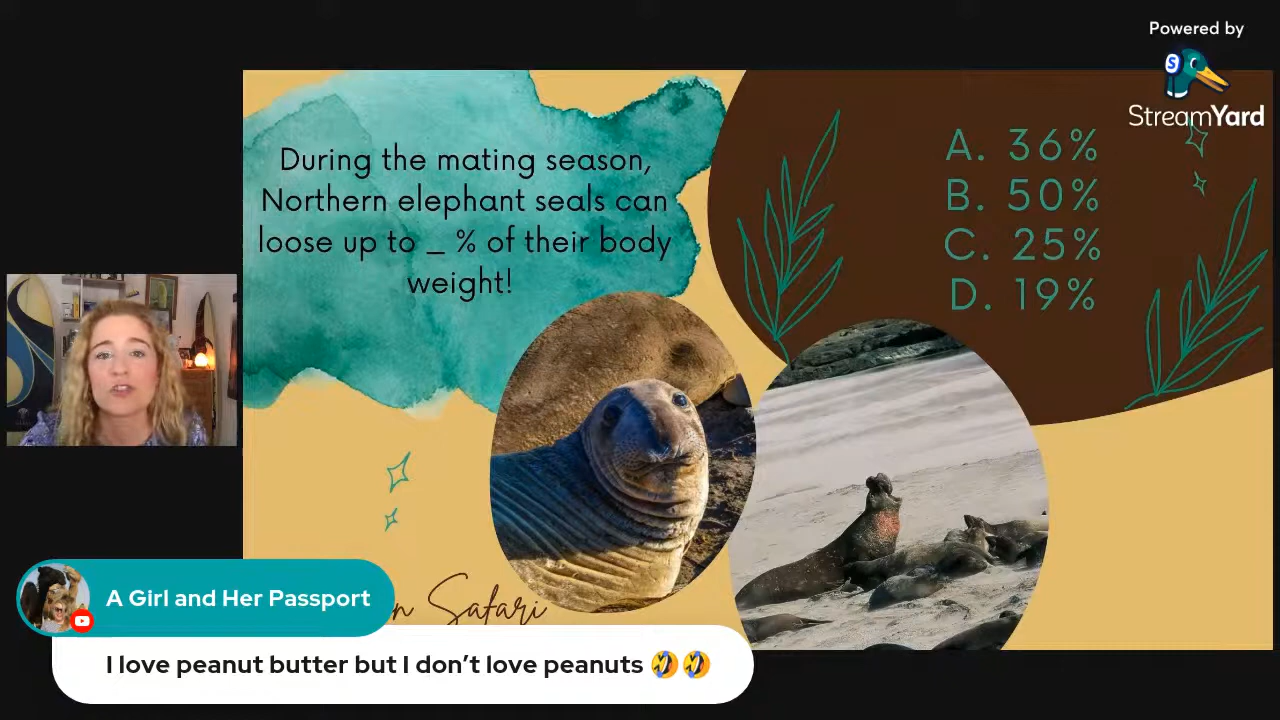 Powered by
StreamYard
During the mating season,
Northern elephant seals can
loose up to _ % of their body
weight!
A. 36%
B. 50%
C. 25%
D. 19%
n Safari
A Girl and Her Passport
I love peanut butter but I don’t love peanuts 🤣🤣